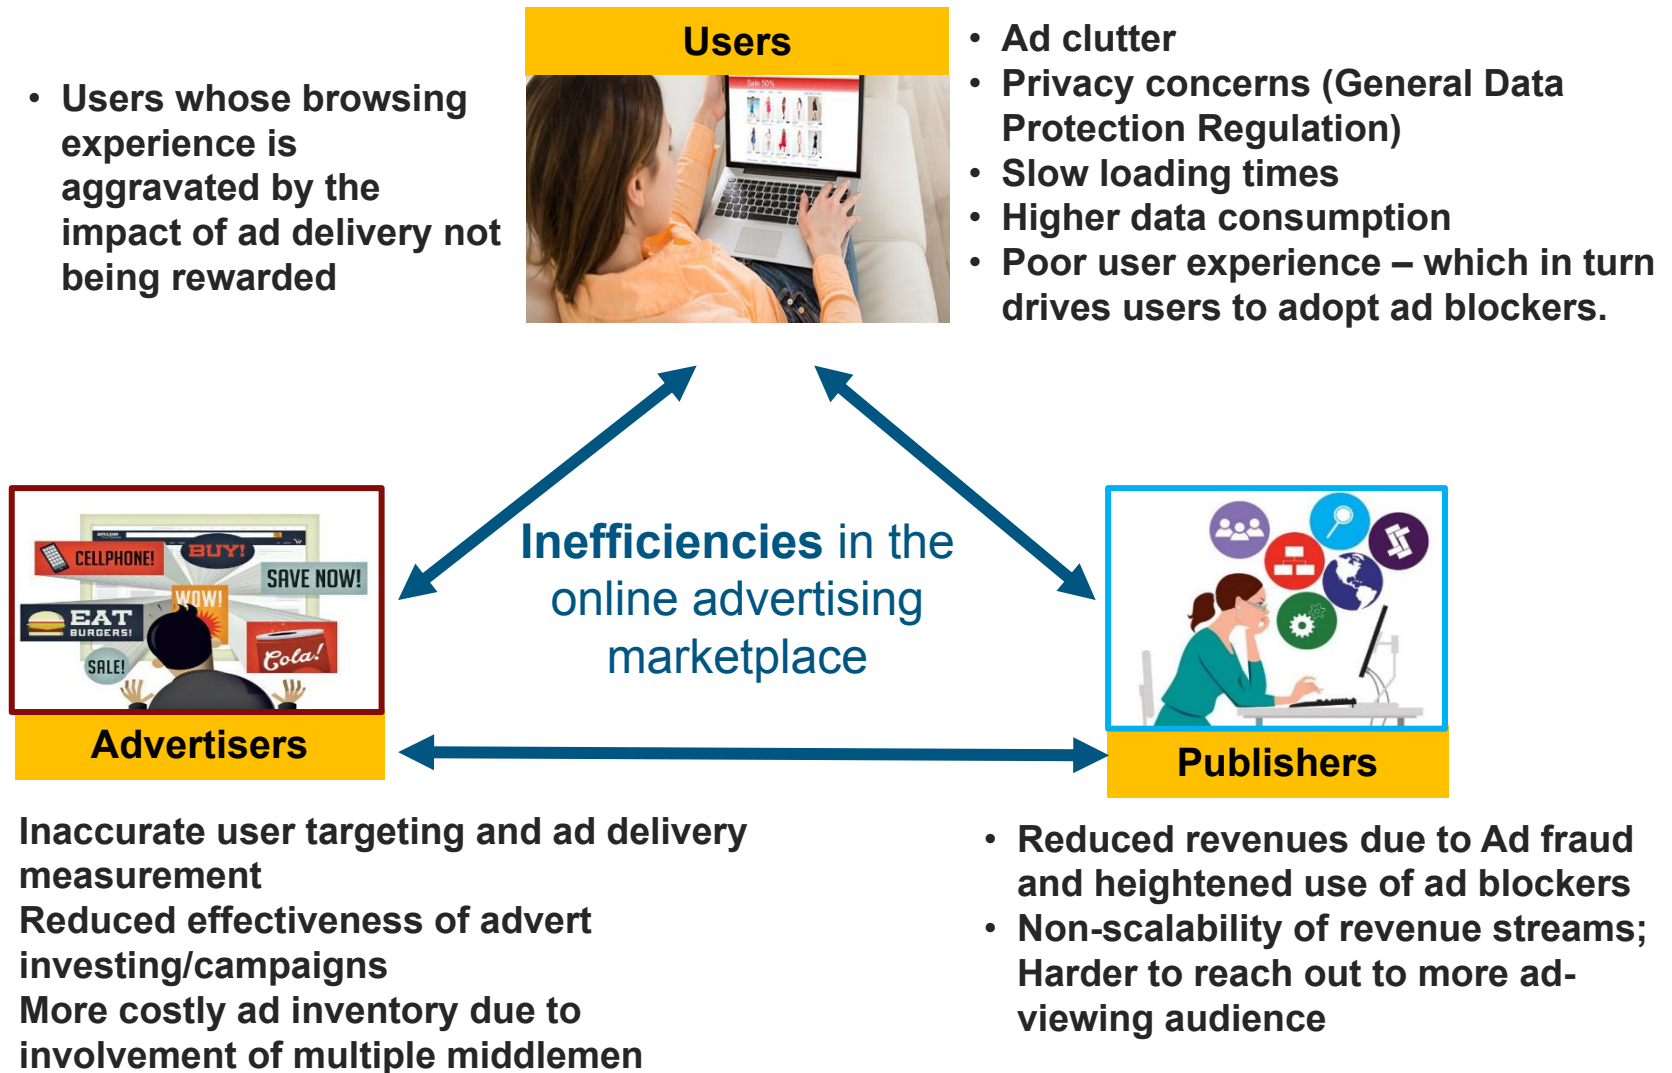 Users
• Users whose browsing
experience is
aggravated by the
impact of ad delivery not
being rewarded
Sale 50%
• Ad clutter
• Privacy concerns (General Data
Protection Regulation)
• Slow loading times
• Higher data consumption
• Poor user experience – which in turn
drives users to adopt ad blockers.
Inefficiencies in the
online advertising
marketplace
CELLPHONE!
BUY!
SAVE NOW!
WOW!
EAT
BURGERS!
SALE!
Cola!
Advertisers
Publishers
Inaccurate user targeting and ad delivery
measurement
Reduced effectiveness of advert
investing/campaigns
More costly ad inventory due to
involvement of multiple middlemen
• Reduced revenues due to Ad fraud
and heightened use of ad blockers
• Non-scalability of revenue streams;
Harder to reach out to more ad-
viewing audience